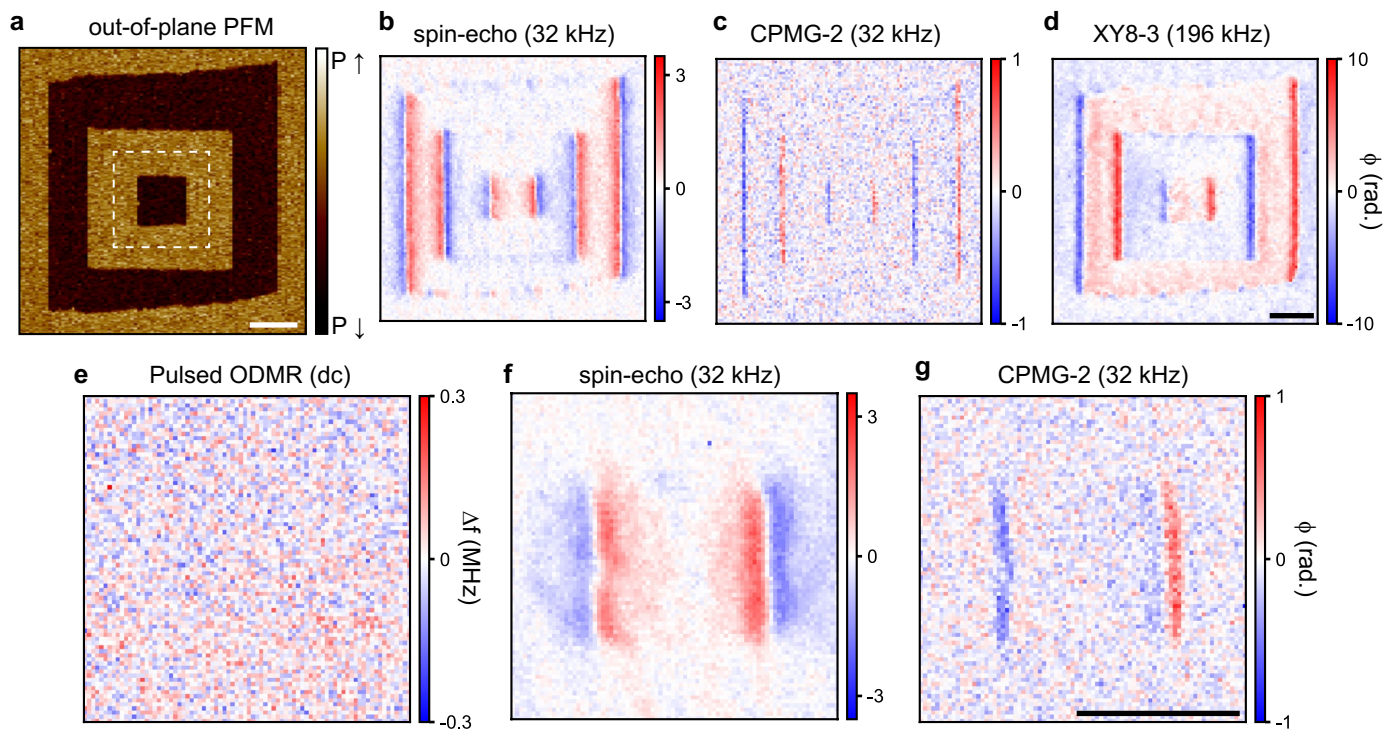 a
out-of-plane PFM
P ↑
P ↓
b
spin-echo (32 kHz)
3
0
-3
c
CPMG-2 (32 kHz)
1
0
-1
d
XY8-3 (196 kHz)
10
0
-10
ϕ (rad.)
e
Pulsed ODMR (dc)
0.3
0
-0.3
Δf (MHz)
f
spin-echo (32 kHz)
3
0
-3
g
CPMG-2 (32 kHz)
1
0
-1
ϕ (rad.)